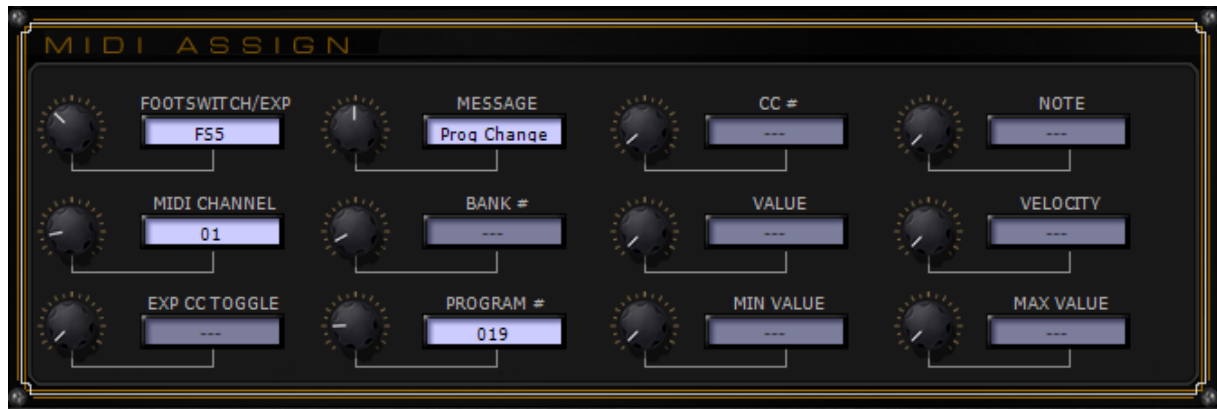 MIDI ASSIGN
FOOTSWITCH/EXP MESSAGE CC # NOTE
FS5 Prog Change --- ---
MIDI CHANNEL BANK # VALUE VELOCITY
01 --- --- ---
EXP CC TOGGLE PROGRAM # MIN VALUE MAX VALUE
--- 019 --- ---